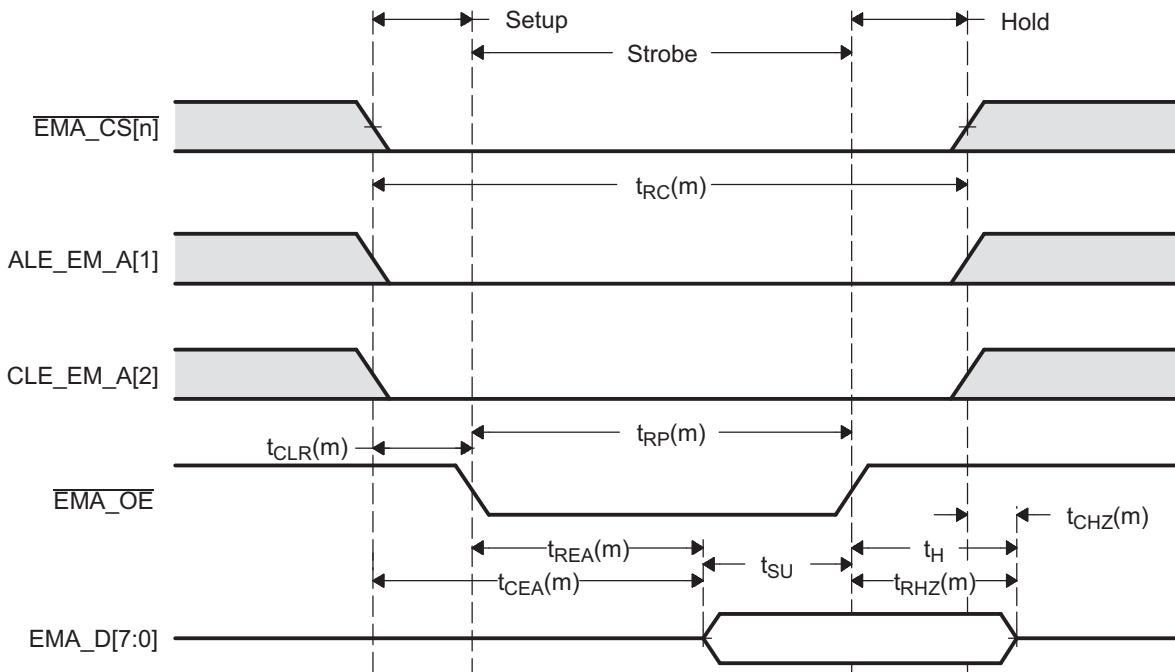 Setup
Hold
Strobe
EMA_CS[n]
tRC(m)
ALE_EM_A[1]
CLE_EM_A[2]
tRP(m)
tCLR(m)
EMA_OE
tCHZ(m)
tREA(m)
tH
tSU
tCEA(m)
tRHZ(m)
EMA_D[7:0]